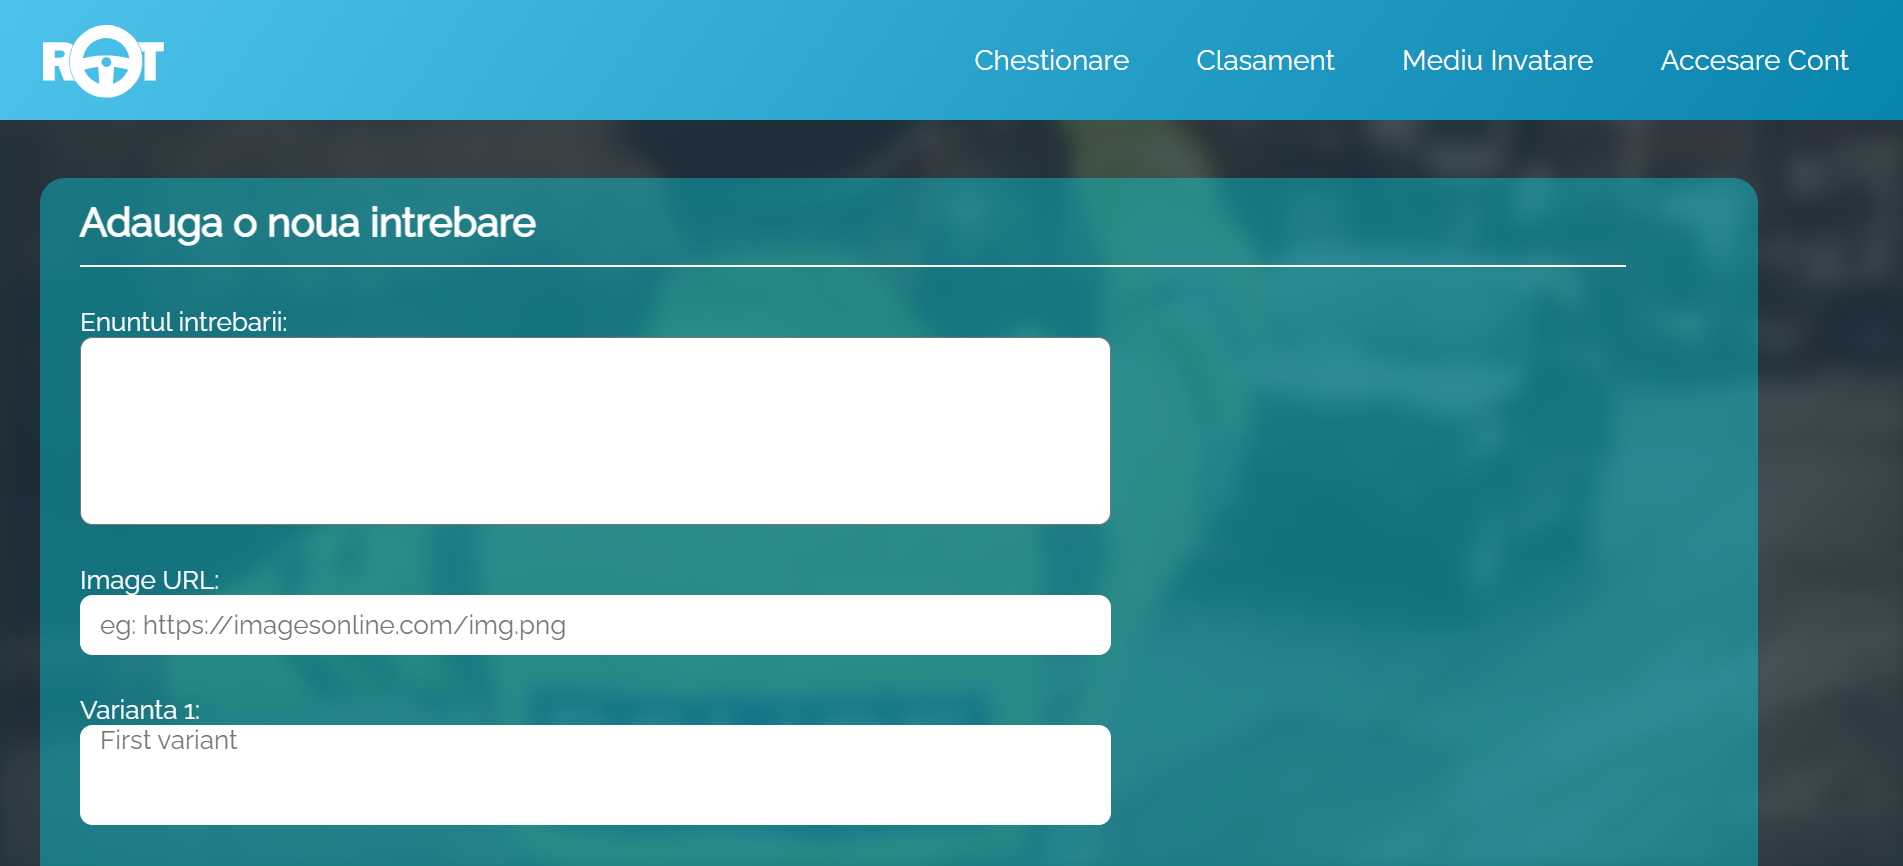 ROT
Chestionare
Clasament
Mediu Invatare
Accesare Cont
Adauga o noua intrebare
Enuntul intrebarii:
Image URL:
eg: https://imagesonline.com/img.png
Varianta 1:
First variant